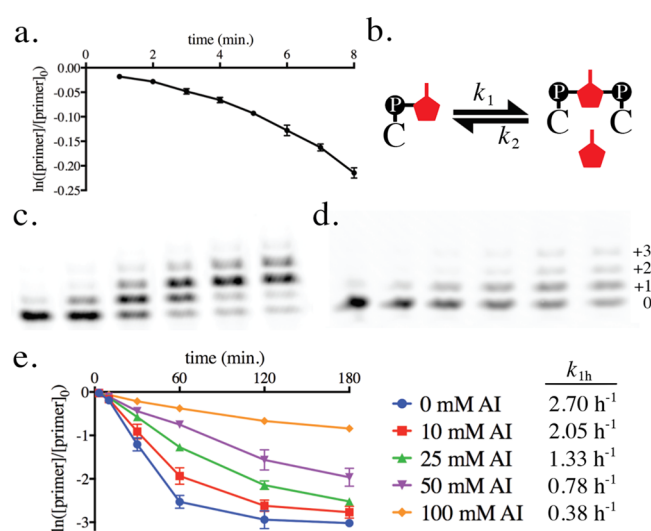 a.
time (min.)
0 2 4 6 8
0.00
-0.05
-0.10
-0.15
-0.20
-0.25
ln([primer]/[primer]0)
b.
P
C
k1
k2
P P
C C
c.
d.
+3
+2
+1
0
e.
time (min.)
0 60 120 180
0
-1
-2
-3
ln([primer]/[primer]0)
k1h
0 mM AI 2.70 h-1
10 mM AI 2.05 h-1
25 mM AI 1.33 h-1
50 mM AI 0.78 h-1
100 mM AI 0.38 h-1